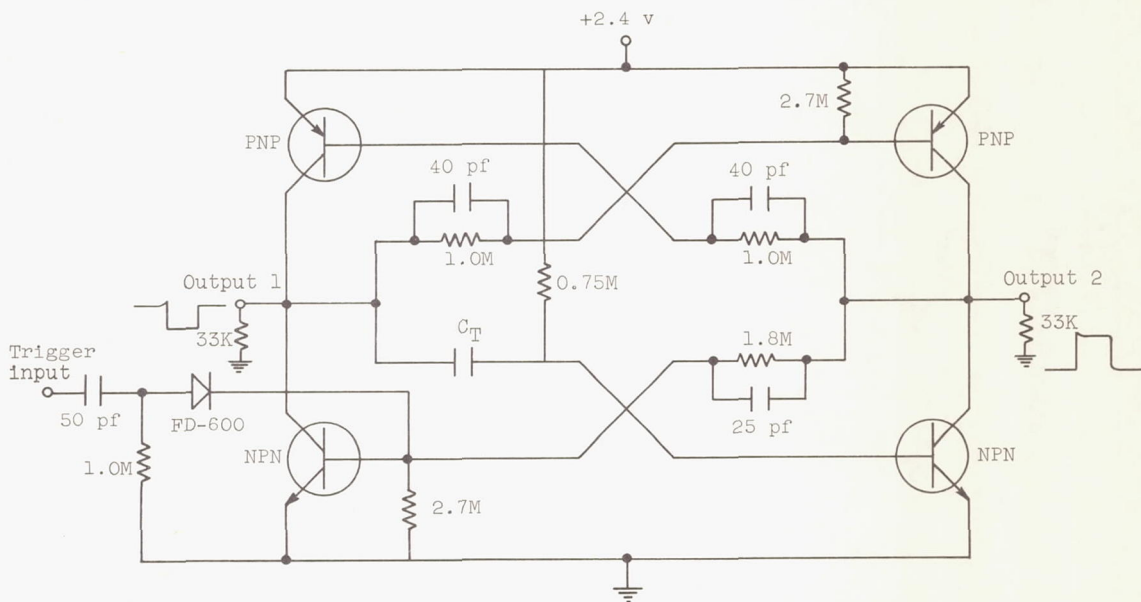 +2.4 v
2.7M
PNP
PNP
40 pf
40 pf
1.0M
1.0M
Output 1
0.75M
Output 2
33K
C_T
1.8M
33K
Trigger
input
50 pf
FD-600
25 pf
1.0M
NPN
NPN
2.7M